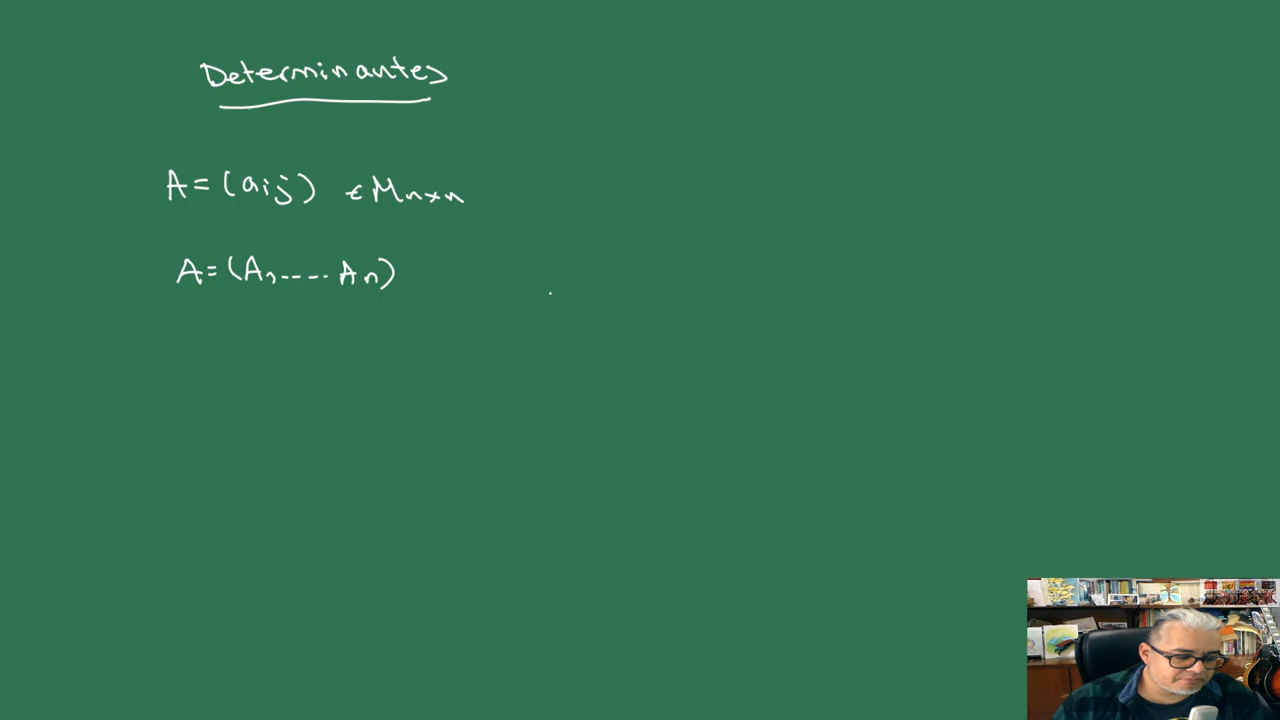 Determinantes
A = (aij) ∈ Mn×n
A = (A1, .... An)